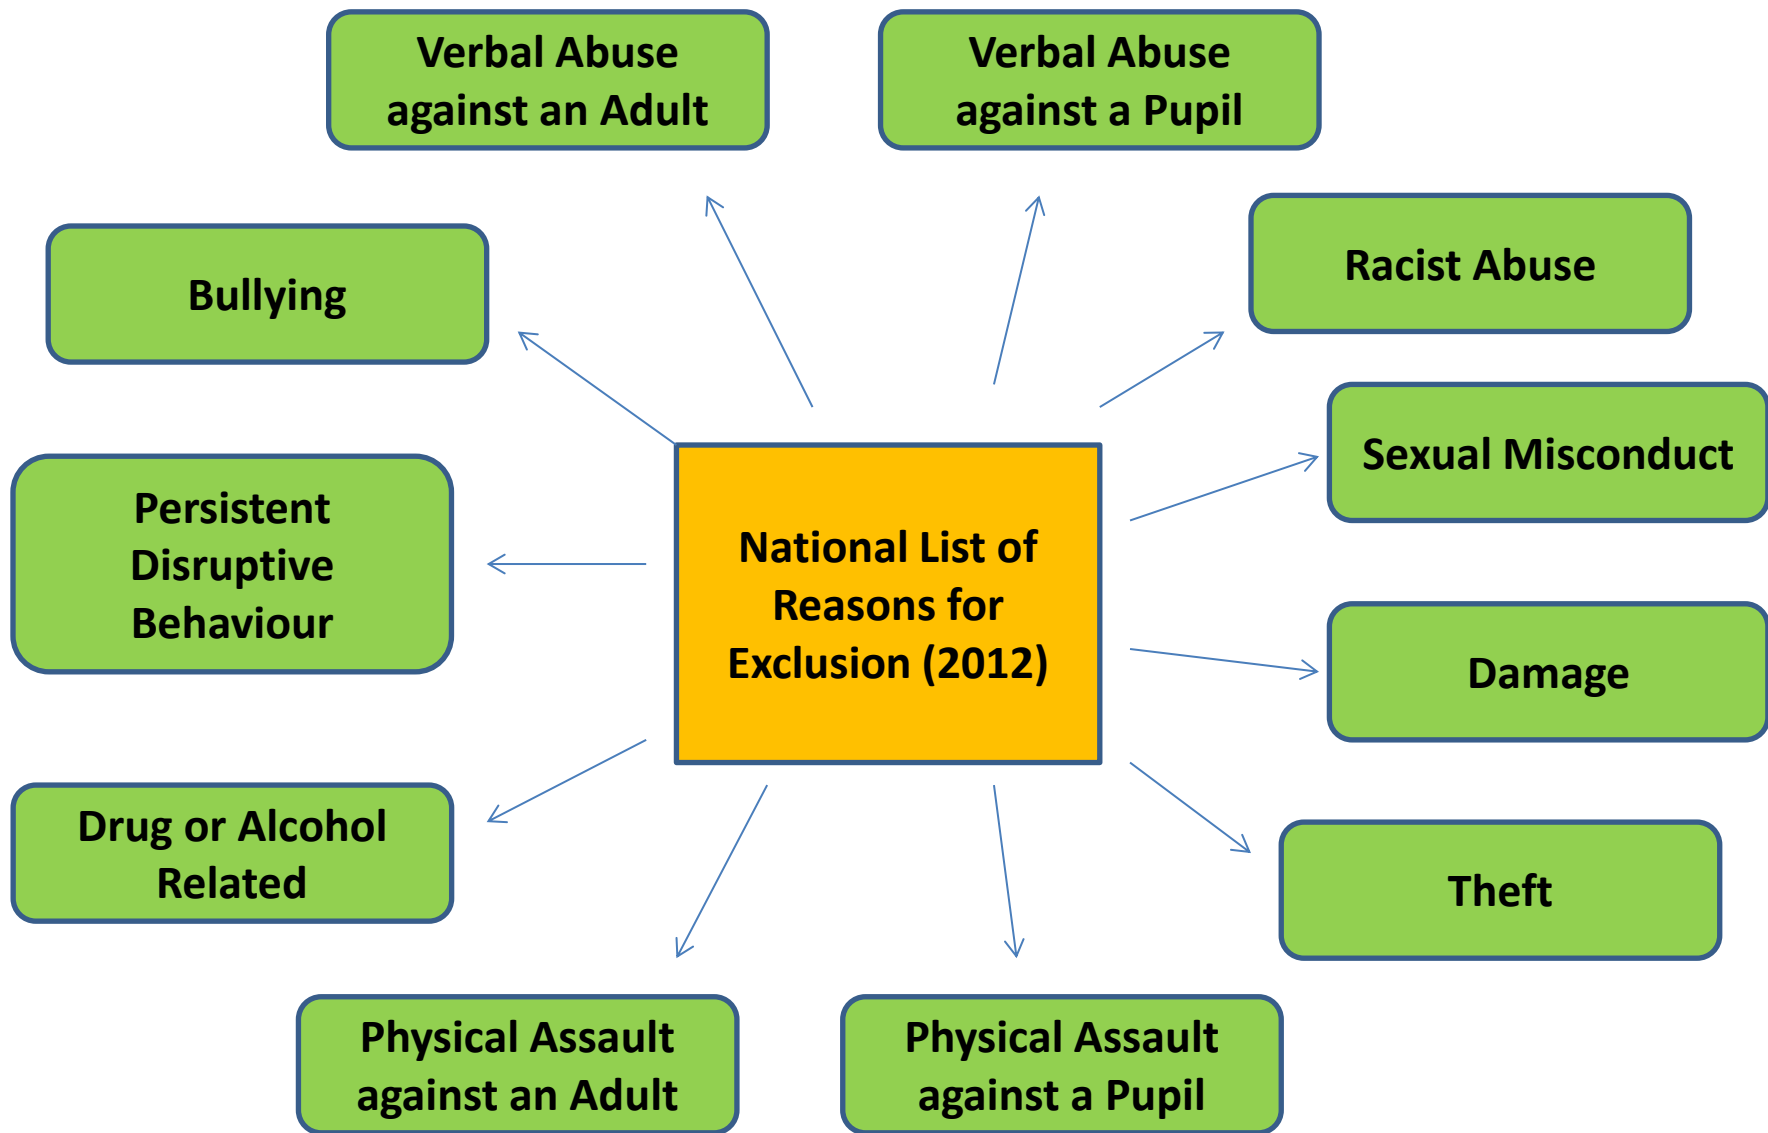 Verbal Abuse
against an Adult
Verbal Abuse
against a Pupil
Racist Abuse
Bullying
Sexual Misconduct
Persistent
Disruptive
Behaviour
National List of
Reasons for
Exclusion (2012)
Damage
Drug or Alcohol
Related
Theft
Physical Assault
against an Adult
Physical Assault
against a Pupil